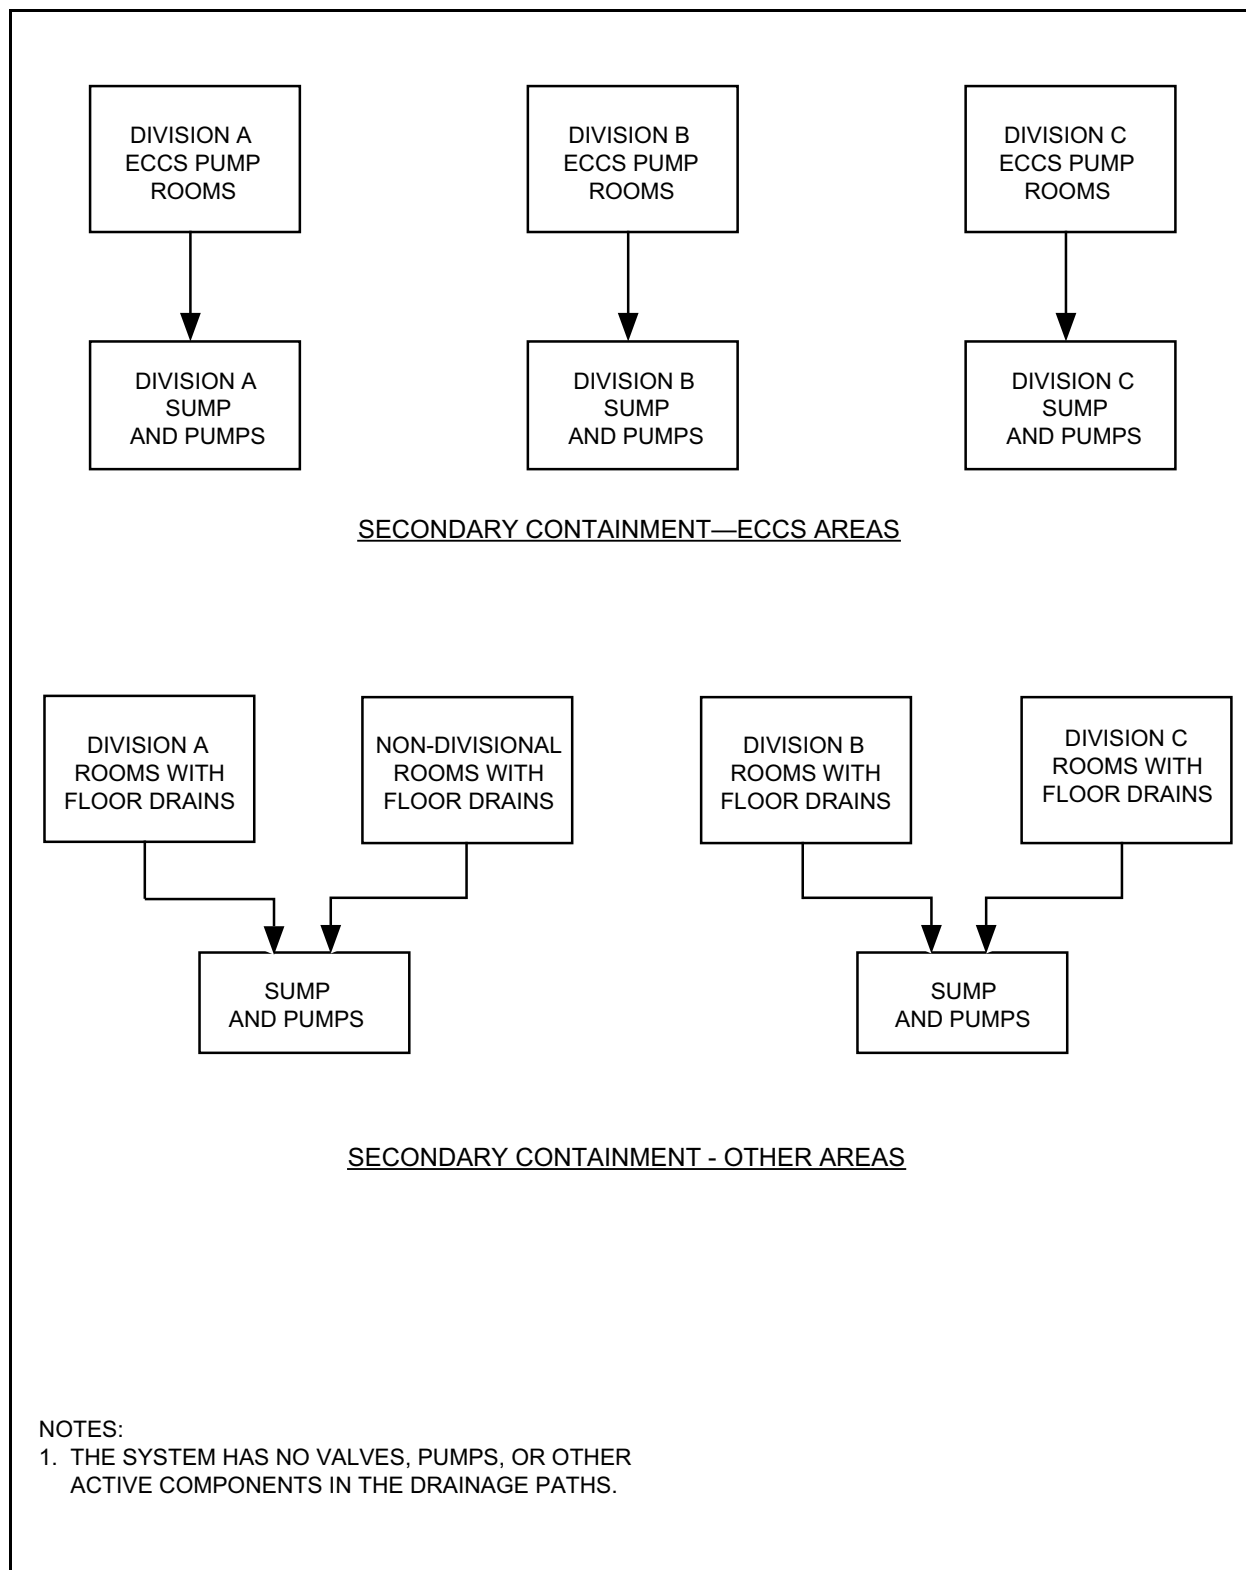 DIVISION A
ECCS PUMP
ROOMS
DIVISION B
ECCS PUMP
ROOMS
DIVISION C
ECCS PUMP
ROOMS
DIVISION A
SUMP
AND PUMPS
DIVISION B
SUMP
AND PUMPS
DIVISION C
SUMP
AND PUMPS
SECONDARY CONTAINMENT—ECCS AREAS
DIVISION A
ROOMS WITH
FLOOR DRAINS
NON-DIVISIONAL
ROOMS WITH
FLOOR DRAINS
DIVISION B
ROOMS WITH
FLOOR DRAINS
DIVISION C
ROOMS WITH
FLOOR DRAINS
SUMP
AND PUMPS
SUMP
AND PUMPS
SECONDARY CONTAINMENT - OTHER AREAS
NOTES:
1. THE SYSTEM HAS NO VALVES, PUMPS, OR OTHER
ACTIVE COMPONENTS IN THE DRAINAGE PATHS.